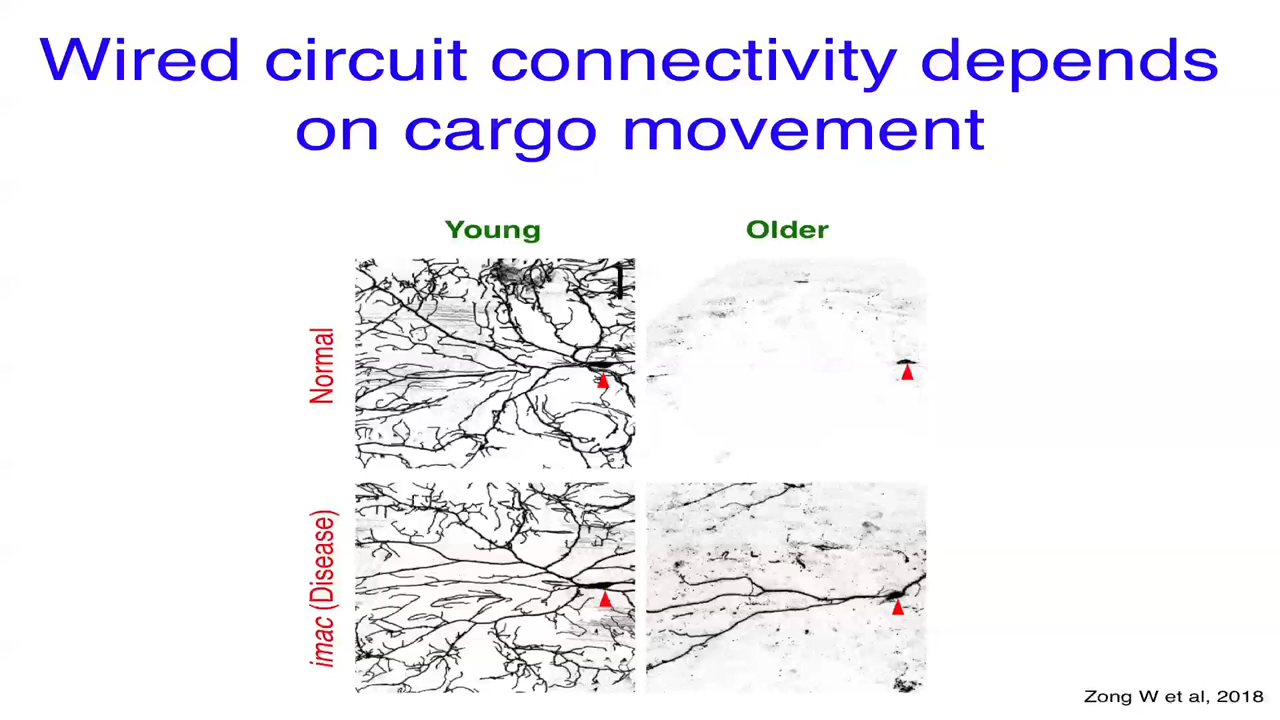 Wired circuit connectivity depends
on cargo movement
Young
Older
Normal
imac (Disease)
Zong W et al, 2018